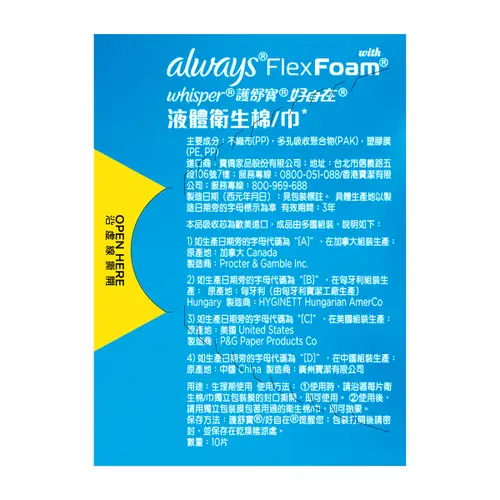 always® with FlexFoam®
whisper®護舒寶®好自在®
液體衛生棉/巾*
主要成分：不織布(PP)、多孔吸收聚合物(PAK)、塑膠膜
(PE, PP)
進口商：寶僑家品股份有限公司；地址：台北市信義路五
段106號7樓；服務專線：0800-051-088/香港寶潔有限公
司；服務專線：800-969-688
製造日期（西元年月日）：見包裝標註。 具體生產地以製
造日期旁的字母標示為準 有效期間：3年
本品吸收芯為歐美進口，成品由多國組裝，說明如下：
1) 如生產日期旁的字母代碼為“[A]”，在加拿大組裝生產：
原產地：加拿大 Canada
製造商：Procter & Gamble Inc.
2) 如生產日期旁的字母代碼為“[B]”，在匈牙利組裝生
產： 原產地：匈牙利（由匈牙利寶潔工廠生產）
Hungary 製造商：HYGINETT Hungarian AmerCo
3) 如生產日期旁的字母代碼為“[C]”，在美國組裝生產：
原產地：美國 United States
製造商：P&G Paper Products Co
4) 如生產日期旁的字母代碼為“[D]”，在中國組裝生產：
原產地：中國 China 製造商：廣州寶潔有限公司
用途：生理期使用 使用方法： ①使用時，請沿著每片衛
生棉/巾獨立包裝膜的封口撕開，即可使用。 ②使用後，
請用獨立包裝膜包著用過的衛生棉/巾，即可拋棄。
保存方法：護舒寶®/好自在®提醒您：包裝打開後請密
封，並保存在乾燥陰涼處。
數量：10片
OPEN HERE
沿虛線撕開